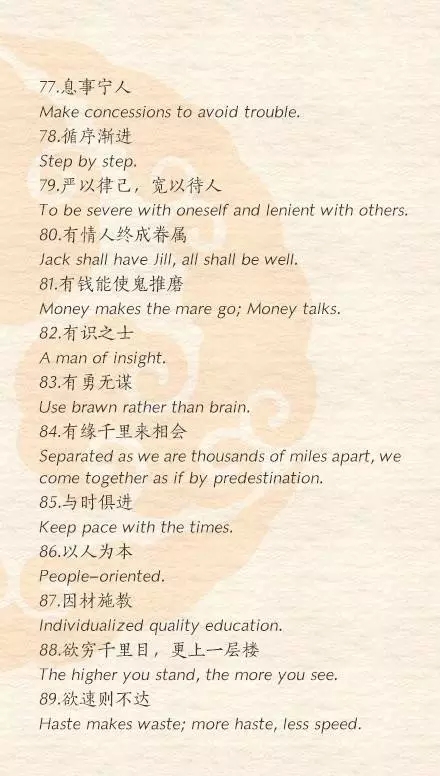 77.息事宁人
Make concessions to avoid trouble.
78.循序渐进
Step by step.
79.严以律己，宽以待人
To be severe with oneself and lenient with others.
80.有情人终成眷属
Jack shall have Jill, all shall be well.
81.有钱能使鬼推磨
Money makes the mare go; Money talks.
82.有识之士
A man of insight.
83.有勇无谋
Use brawn rather than brain.
84.有缘千里来相会
Separated as we are thousands of miles apart, we
come together as if by predestination.
85.与时俱进
Keep pace with the times.
86.以人为本
People-oriented.
87.因材施教
Individualized quality education.
88.欲穷千里目，更上一层楼
The higher you stand, the more you see.
89.欲速则不达
Haste makes waste; more haste, less speed.